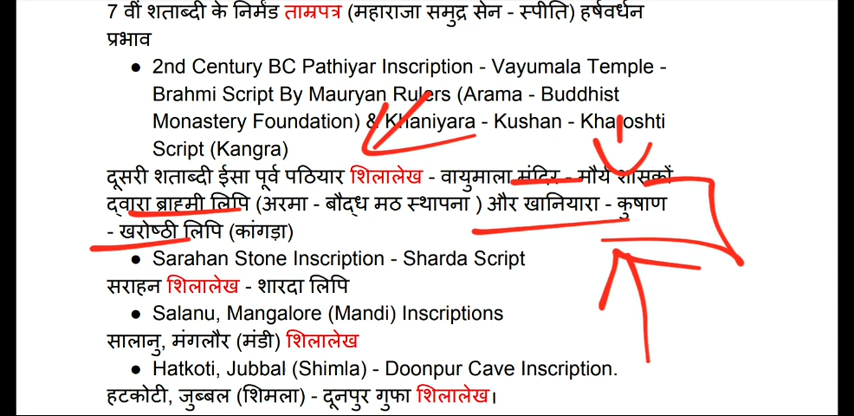 7 वीं शताब्दी के निर्मंड ताम्रपत्र (महाराजा समुद्र सेन - स्पीति) हर्षवर्धन
प्रभाव
● 2nd Century BC Pathiyar Inscription - Vayumala Temple -
Brahmi Script By Mauryan Rulers (Arama - Buddhist
Monastery Foundation) & Khaniyara - Kushan - Kharoshti
Script (Kangra)
दूसरी शताब्दी ईसा पूर्व पठियार शिलालेख - वायुमाला मंदिर - मौर्य शासकों
द्वारा ब्राह्मी लिपि (अरमा - बौद्ध मठ स्थापना ) और खानियारा - कुषाण
- खरोष्ठी लिपि (कांगड़ा)
● Sarahan Stone Inscription - Sharda Script
सराहन शिलालेख - शारदा लिपि
● Salanu, Mangalore (Mandi) Inscriptions
सालानु, मंगलौर (मंडी) शिलालेख
● Hatkoti, Jubbal (Shimla) - Doonpur Cave Inscription.
हटकोटी, जुब्बल (शिमला) - दूनपुर गुफा शिलालेख।